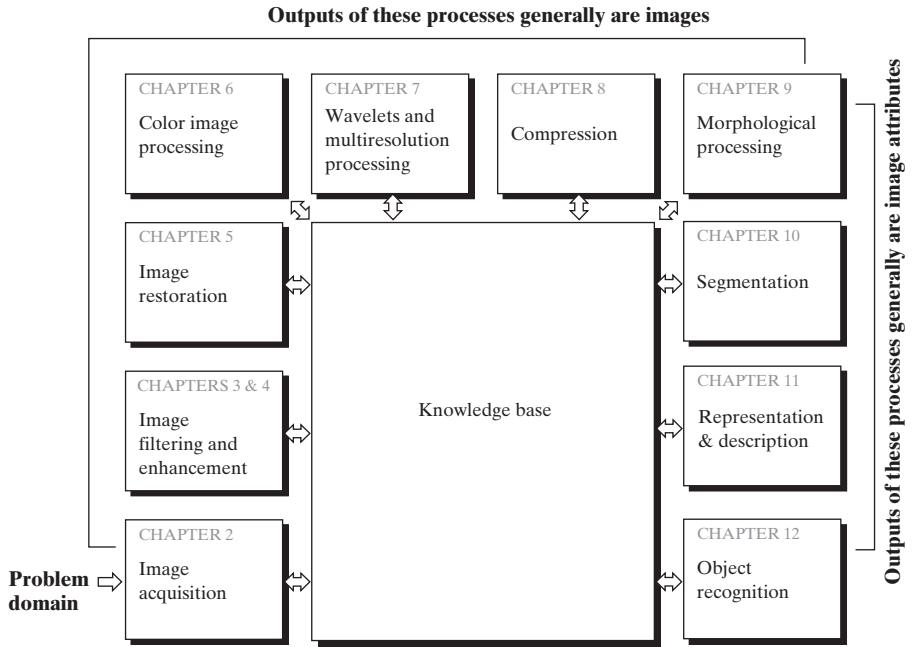 Outputs of these processes generally are images
CHAPTER 6
Color image
processing
CHAPTER 7
Wavelets and
multiresolution
processing
CHAPTER 8
Compression
CHAPTER 9
Morphological
processing
CHAPTER 5
Image
restoration
CHAPTERS 3 & 4
Image
filtering and
enhancement
CHAPTER 2
Image
acquisition
Problem
domain
Knowledge base
CHAPTER 10
Segmentation
CHAPTER 11
Representation
& description
CHAPTER 12
Object
recognition
Outputs of these processes generally are image attributes